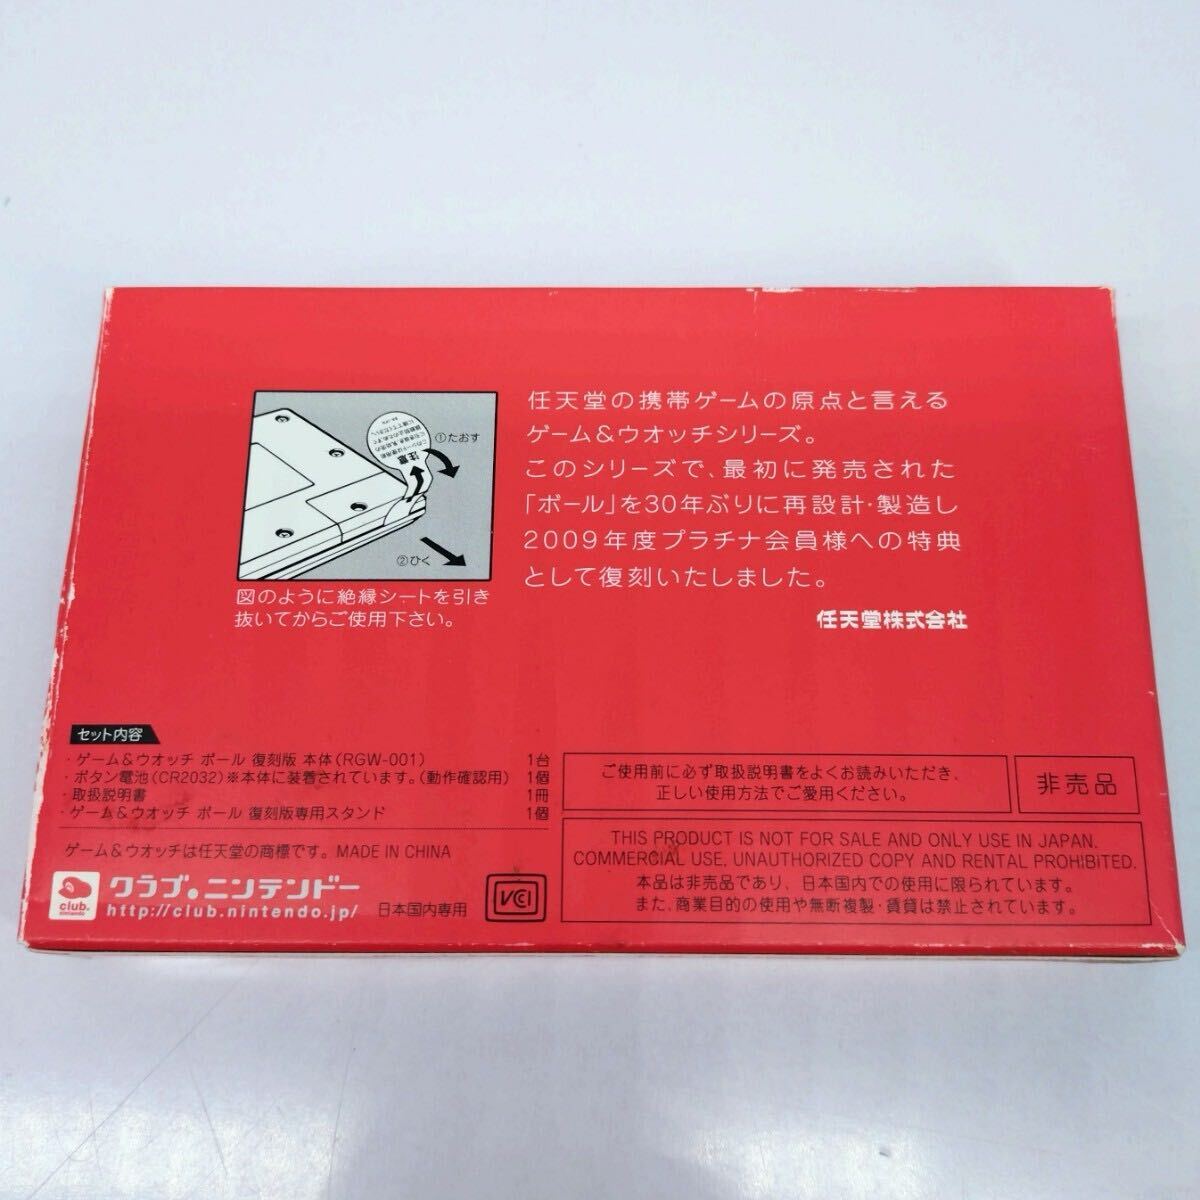 任天堂の携帯ゲームの原点と言える
ゲーム&ウオッチシリーズ。
このシリーズで、最初に発売された
「ボール」を30年ぶりに再設計・製造し
2009年度プラチナ会員様への特典
として復刻いたしました。
任天堂株式会社
注意
①たおす
②ひく
図のように絶縁シートを引き
抜いてからご使用下さい。
セット内容
・ゲーム&ウオッチ ボール 復刻版 本体(RGW-001) 1台
・ボタン電池(CR2032)※本体に装着されています。(動作確認用) 1個
・取扱説明書 1冊
・ゲーム&ウオッチ ボール 復刻版専用スタンド 1個
ゲーム&ウオッチは任天堂の商標です。 MADE IN CHINA
club.
nintendo
クラブ。ニンテンドー
http://club.nintendo.jp/
日本国内専用
VCI
ご使用前に必ず取扱説明書をよくお読みいただき、
正しい使用方法でご愛用ください。
非売品
THIS PRODUCT IS NOT FOR SALE AND ONLY USE IN JAPAN.
COMMERCIAL USE, UNAUTHORIZED COPY AND RENTAL PROHIBITED.
本品は非売品であり、日本国内での使用に限られています。
また、商業目的の使用や無断複製・賃貸は禁止されています。